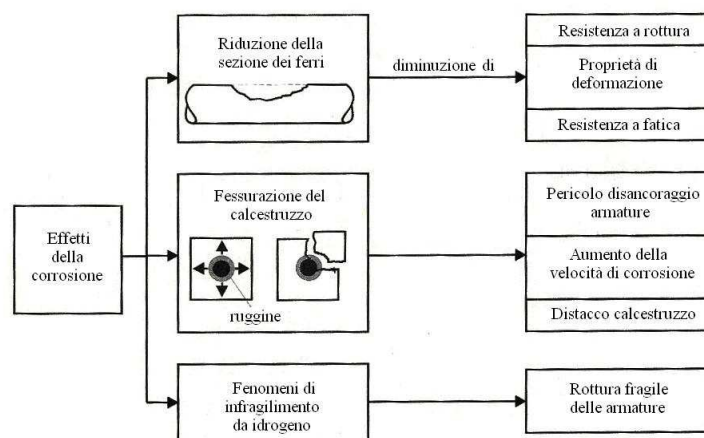 Effetti
della
corrosione
Riduzione della
sezione dei ferri
diminuzione di
Resistenza a rottura
Proprietà di
deformazione
Resistenza a fatica
Fessurazione del
calcestruzzo
ruggine
Pericolo disancoraggio
armature
Aumento della
velocità di corrosione
Distacco calcestruzzo
Fenomeni di
infragilimento
da idrogeno
Rottura fragile
delle armature